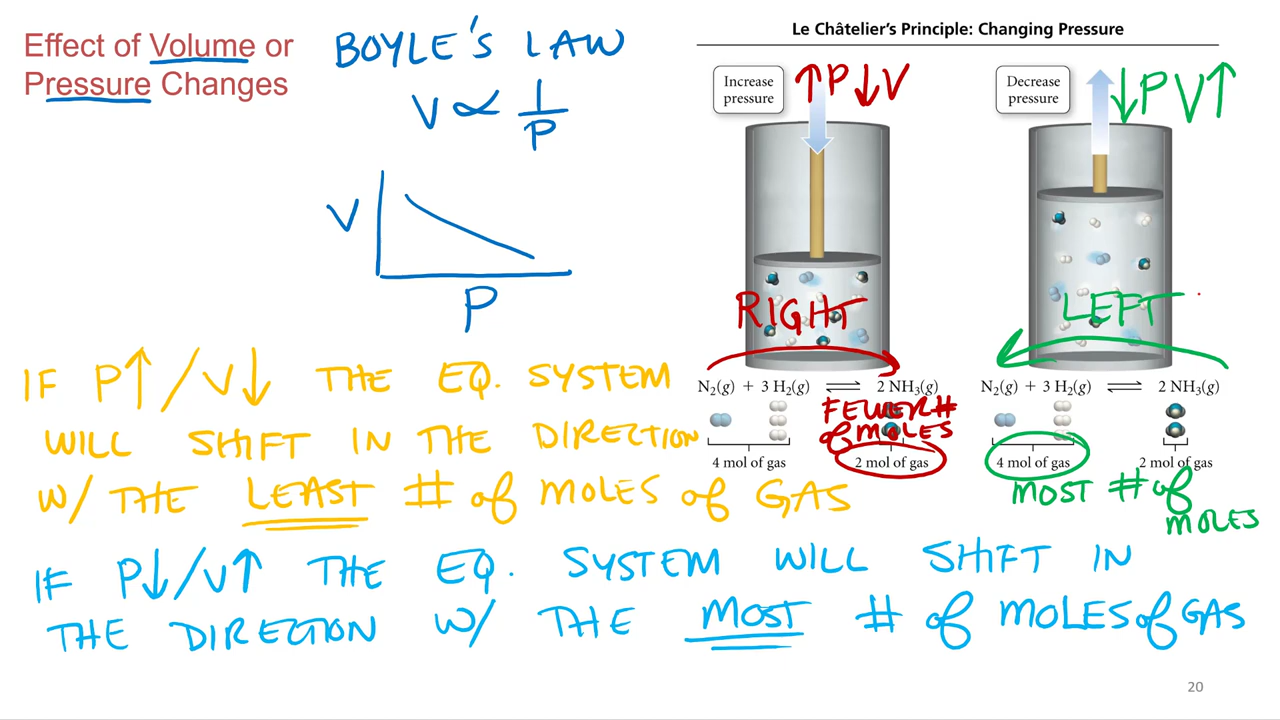 Effect of Volume or
Pressure Changes
BOYLE'S LAW
V ∝ 1/P
V
P
Le Châtelier's Principle: Changing Pressure
Increase
pressure
↑P ↓V
Decrease
pressure
↓P V↑
RIGHT
LEFT
N₂(g) + 3 H₂(g) ⇌ 2 NH₃(g)
FEWER #
of MOLES
4 mol of gas
2 mol of gas
N₂(g) + 3 H₂(g) ⇌ 2 NH₃(g)
4 mol of gas
2 mol of gas
MOST # of
MOLES
IF P↑/V↓ THE EQ. SYSTEM
WILL SHIFT IN THE DIRECTION
W/ THE LEAST # of MOLES of GAS
IF P↓/V↑ THE EQ. SYSTEM WILL SHIFT IN
THE DIRECTION W/ THE MOST # of MOLES of GAS
20